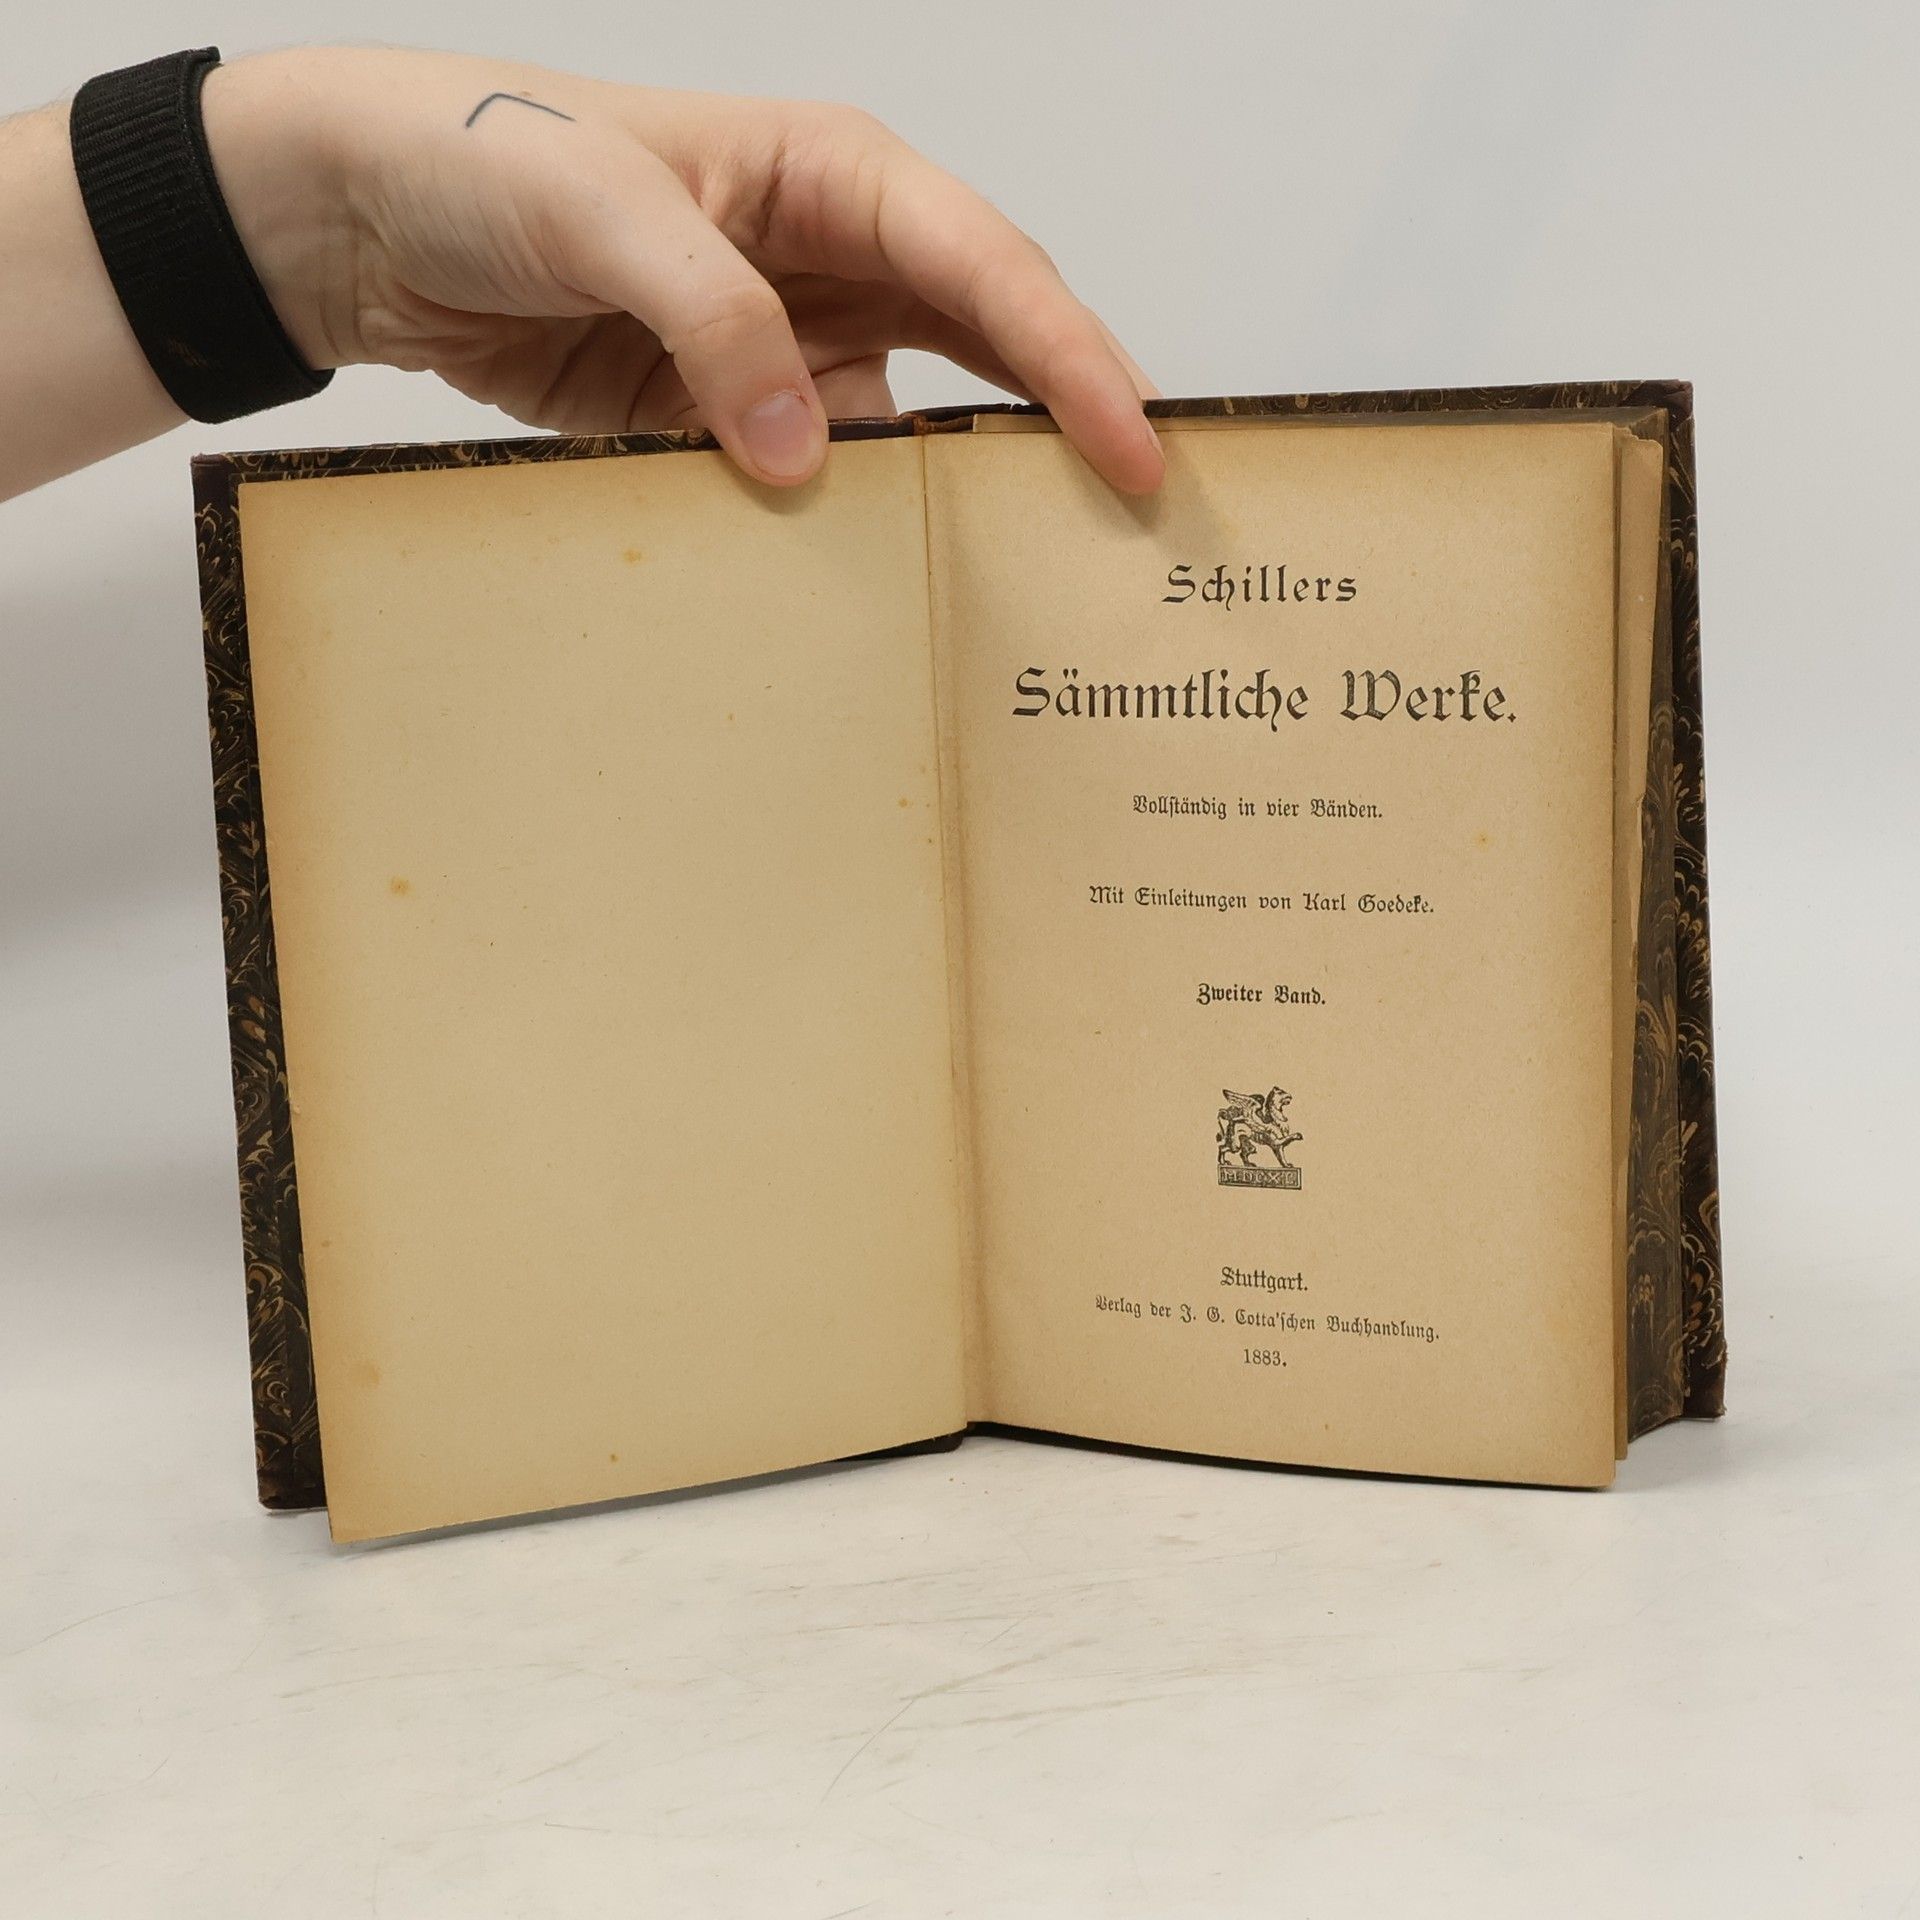 Schillers
Sämmtliche Werke.
Vollständig in vier Bänden.
Mit Einleitungen von Karl Goedeke.
Zweiter Band.
MDCXL
Stuttgart.
Verlag der J. G. Cotta'schen Buchhandlung.
1883.